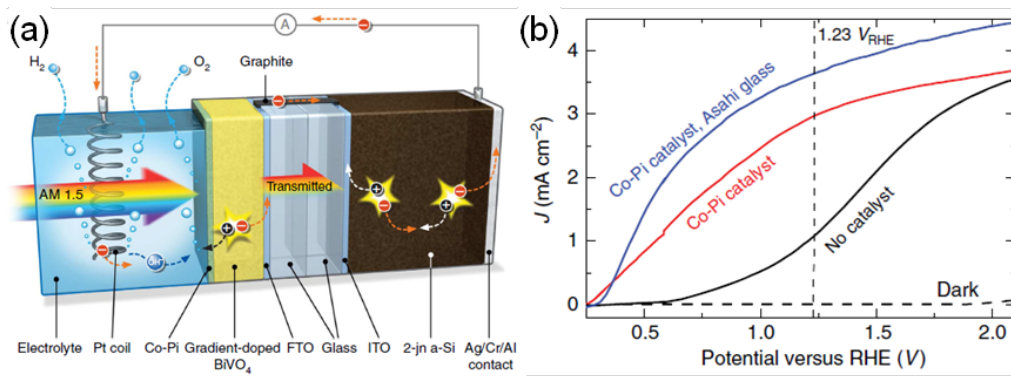 (a)
A
Graphite
H2
O2
AM 1.5
Transmitted
OH-
Electrolyte
Pt coil
Co-Pi
Gradient-doped
BiVO4
FTO
Glass
ITO
2-jn a-Si
Ag/Cr/Al
contact
(b)
1.23 VRHE
Co-Pi catalyst, Asahi glass
Co-Pi catalyst
No catalyst
Dark
J (mA cm−2)
4
3
2
1
0
0.5
1.0
1.5
2.0
Potential versus RHE (V)